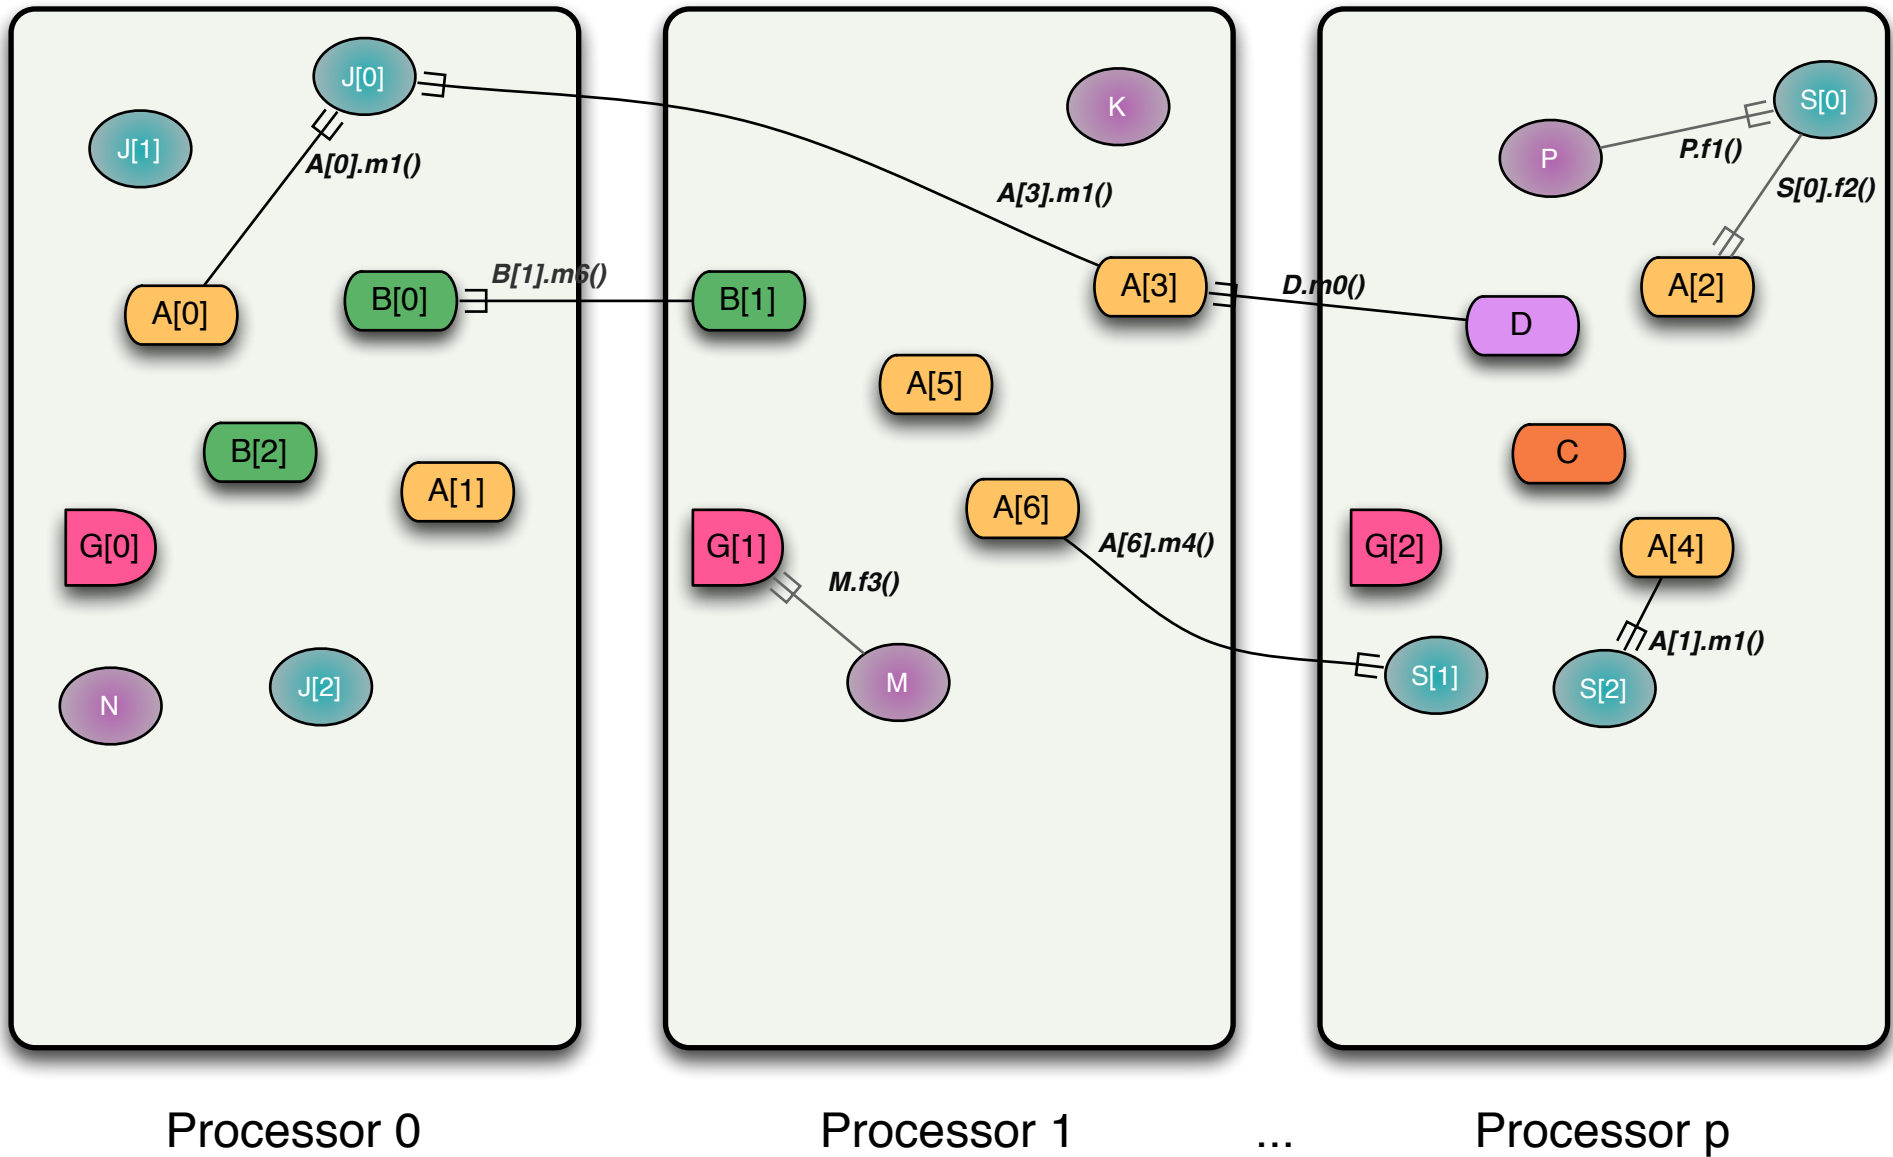 J[0]
J[1]
A[0].m1()
A[0]
B[0]
B[1].m6()
B[2]
A[1]
G[0]
N
J[2]
K
A[3].m1()
B[1]
A[3]
A[5]
A[6]
G[1]
A[6].m4()
M.f3()
M
S[0]
P
P.f1()
S[0].f2()
A[2]
D.m0()
D
C
G[2]
A[4]
A[1].m1()
S[1]
S[2]
Processor 0
Processor 1
...
Processor p